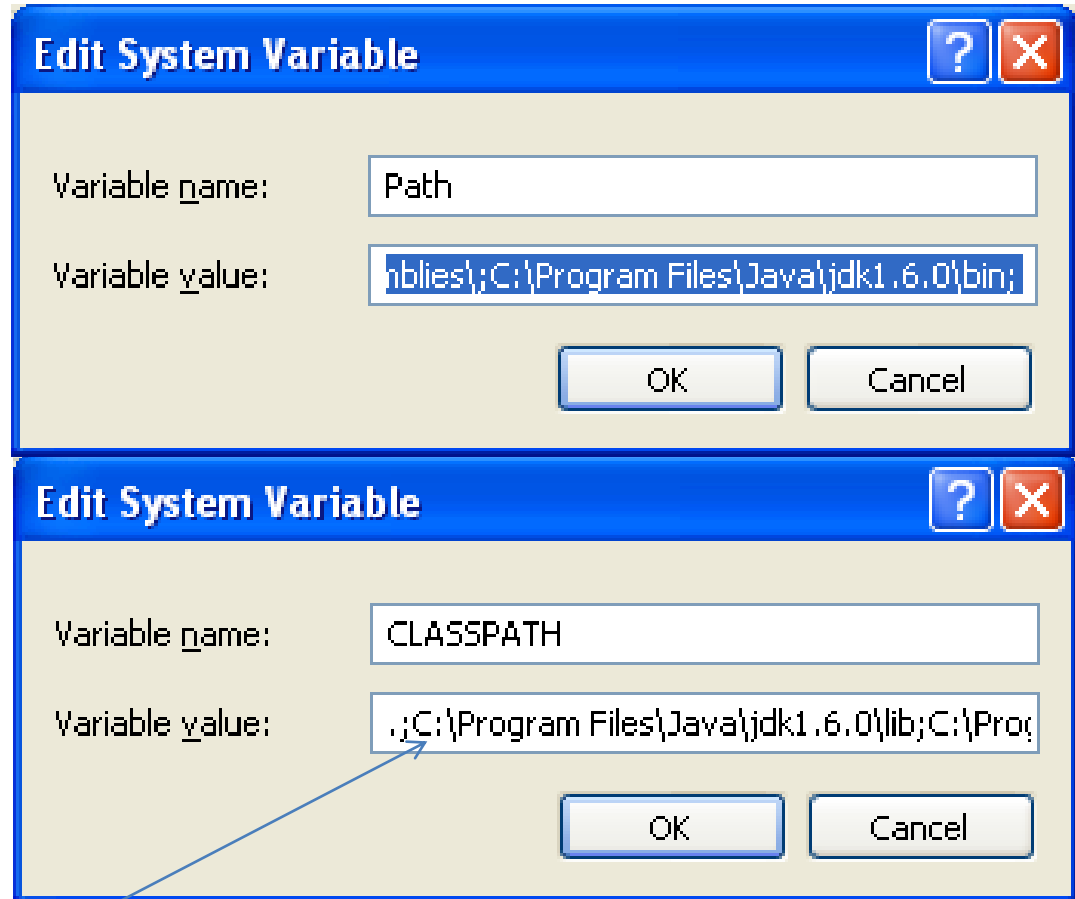 Edit System Variable
Variable name: Path
Variable value: nblies\;C:\Program Files\Java\jdk1.6.0\bin;
OK Cancel
Edit System Variable
Variable name: CLASSPATH
Variable value: .;C:\Program Files\Java\jdk1.6.0\lib;C:\Prog
OK Cancel